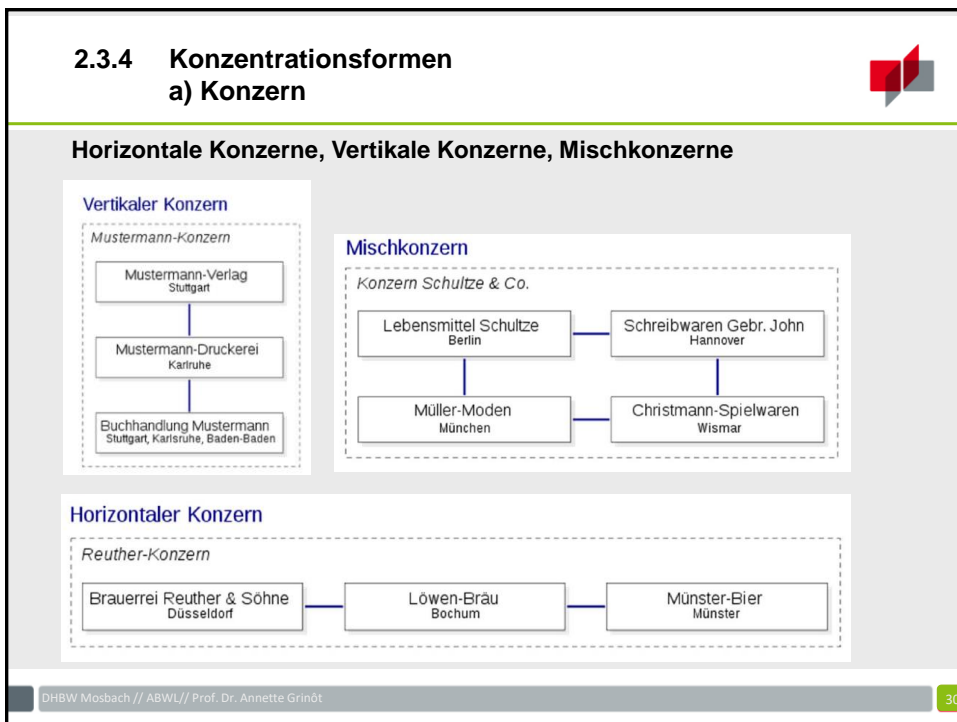 2.3.4 Konzentrationsformen
a) Konzern
Horizontale Konzerne, Vertikale Konzerne, Mischkonzerne
Vertikaler Konzern
Mustermann-Konzern
Mustermann-Verlag
Stuttgart
Mustermann-Druckerei
Karlruhe
Buchhandlung Mustermann
Stuttgart, Karlsruhe, Baden-Baden
Mischkonzern
Konzern Schultze & Co.
Lebensmittel Schultze
Berlin
Schreibwaren Gebr. John
Hannover
Müller-Moden
München
Christmann-Spielwaren
Wismar
Horizontaler Konzern
Reuther-Konzern
Brauerrei Reuther & Söhne
Düsseldorf
Löwen-Bräu
Bochum
Münster-Bier
Münster
DHBW Mosbach // ABWL// Prof. Dr. Annette Grinôt
30